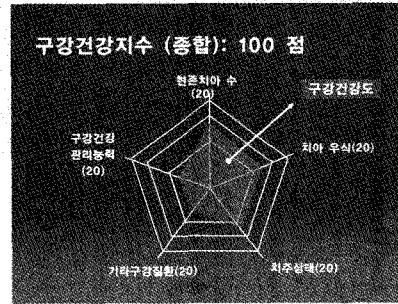 구강건강지수 (종합): 100 점
현존치아 수
(20)
구강건강도
치아 우식(20)
구강건강
관리능력
(20)
기타구강질환(20)
치주상태(20)